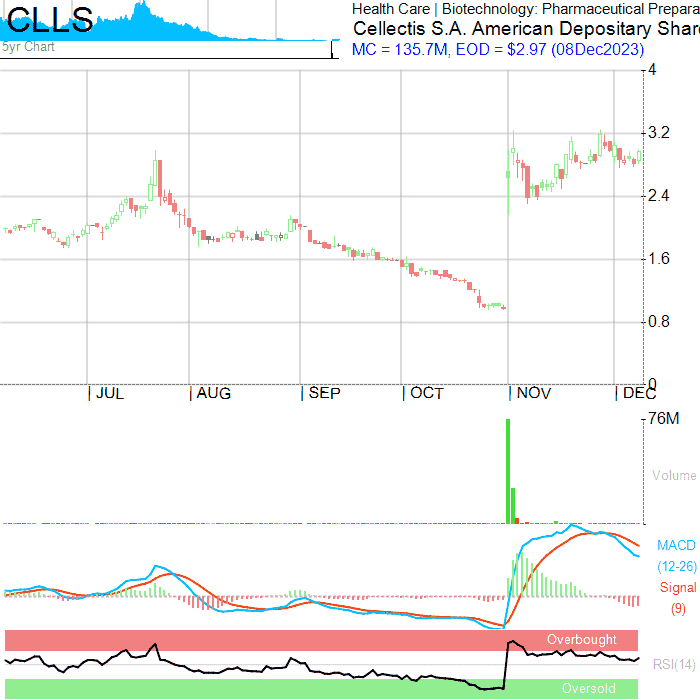 CLLS
5yr Chart
Health Care | Biotechnology: Pharmaceutical Prepara
Cellectis S.A. American Depositary Shar
MC = 135.7M, EOD = $2.97 (08Dec2023)
4
3.2
2.4
1.6
0.8
0
| JUL | AUG | SEP | OCT | NOV | DEC
76M
Volume
MACD
(12-26)
Signal
(9)
Overbought
RSI(14)
Oversold